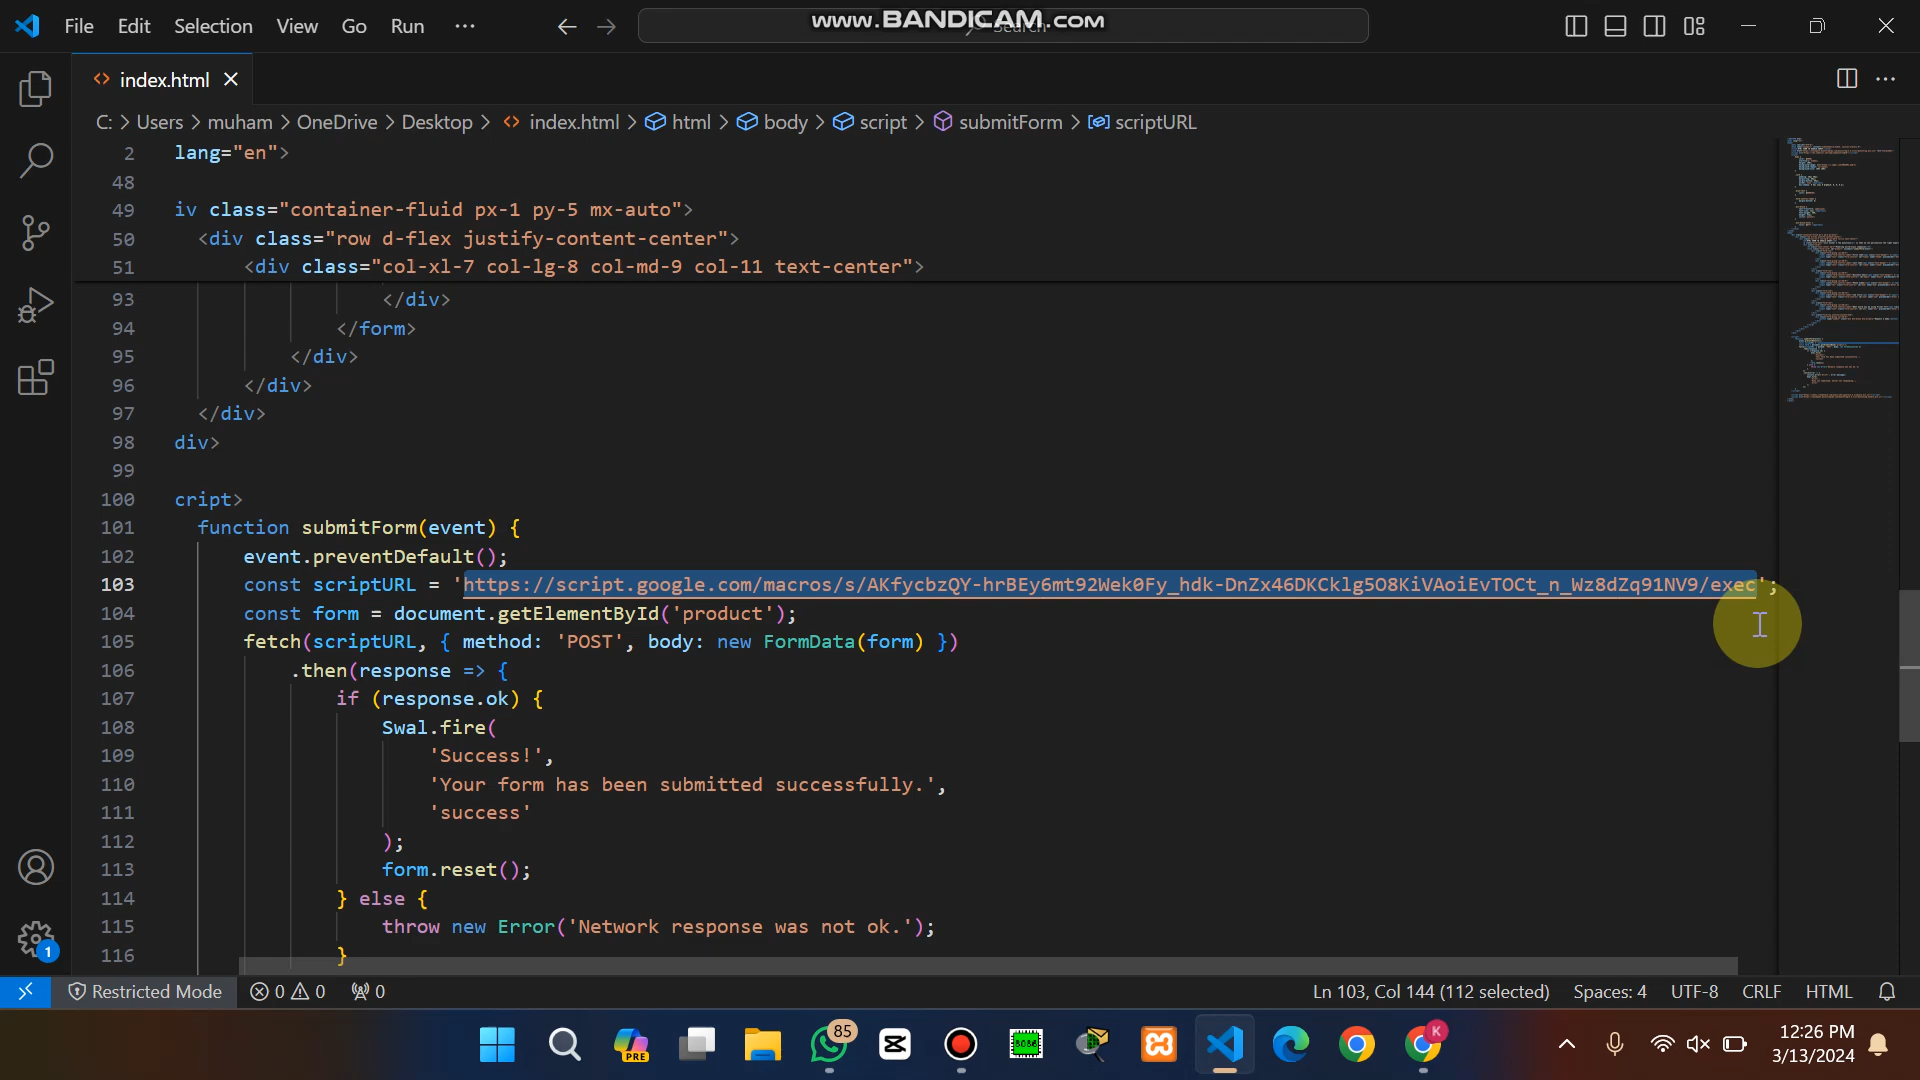 File Edit Selection View Go Run ...
Search
www.BANDICAM.COM
index.html
C: > Users > muham > OneDrive > Desktop > index.html > html > body > script > submitForm > scriptURL
2 lang="en">
48
49 iv class="container-fluid px-1 py-5 mx-auto">
50 <div class="row d-flex justify-content-center">
51 <div class="col-xl-7 col-lg-8 col-md-9 col-11 text-center">
93 </div>
94 </form>
95 </div>
96 </div>
97 </div>
98 div>
99
100 cript>
101 function submitForm(event) {
102 event.preventDefault();
103 const scriptURL = 'https://script.google.com/macros/s/AKfycbzQY-hrBEy6mt92Wek0Fy_hdk-DnZx46DKCklg5O8KiVAoiEvTOCt_n_Wz8dZq91NV9/exec';
104 const form = document.getElementById('product');
105 fetch(scriptURL, { method: 'POST', body: new FormData(form) })
106 .then(response => {
107 if (response.ok) {
108 Swal.fire(
109 'Success!',
110 'Your form has been submitted successfully.',
111 'success'
112 );
113 form.reset();
114 } else {
115 throw new Error('Network response was not ok.');
116 }
1
Restricted Mode 0 0 0 Ln 103, Col 144 (112 selected) Spaces: 4 UTF-8 CRLF HTML
PRE
85
8086
K
12:26 PM
3/13/2024